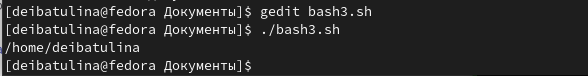 [deibatulina@fedora Документы]$ gedit bash3.sh
[deibatulina@fedora Документы]$ ./bash3.sh
/home/deibatulina
[deibatulina@fedora Документы]$